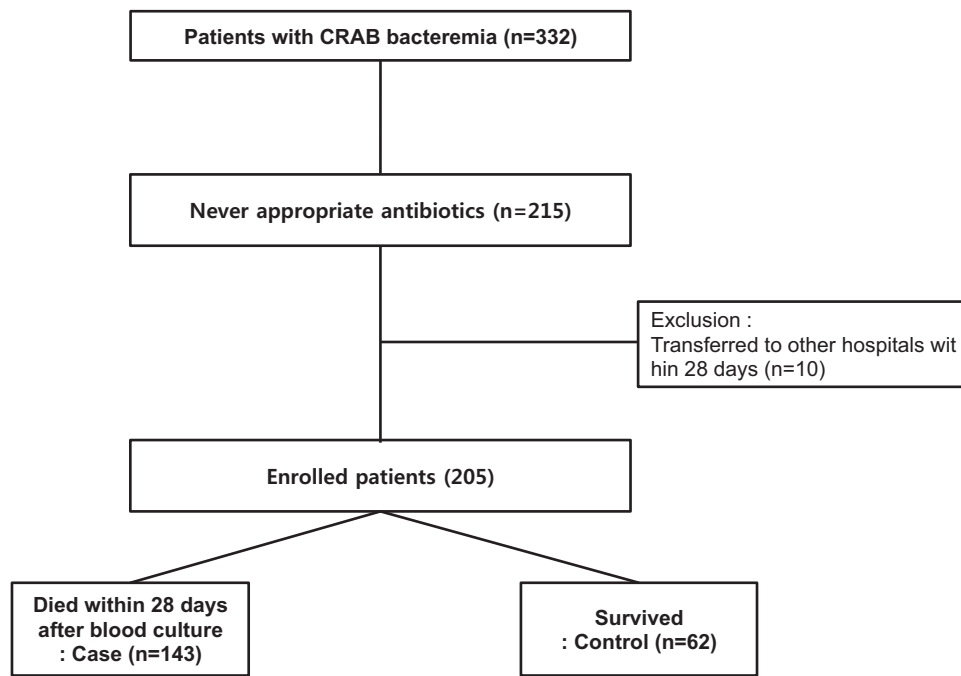 Patients with CRAB bacteremia (n=332)
Never appropriate antibiotics (n=215)
Exclusion :
Transferred to other hospitals wit
hin 28 days (n=10)
Enrolled patients (205)
Died within 28 days
after blood culture
: Case (n=143)
Survived
: Control (n=62)